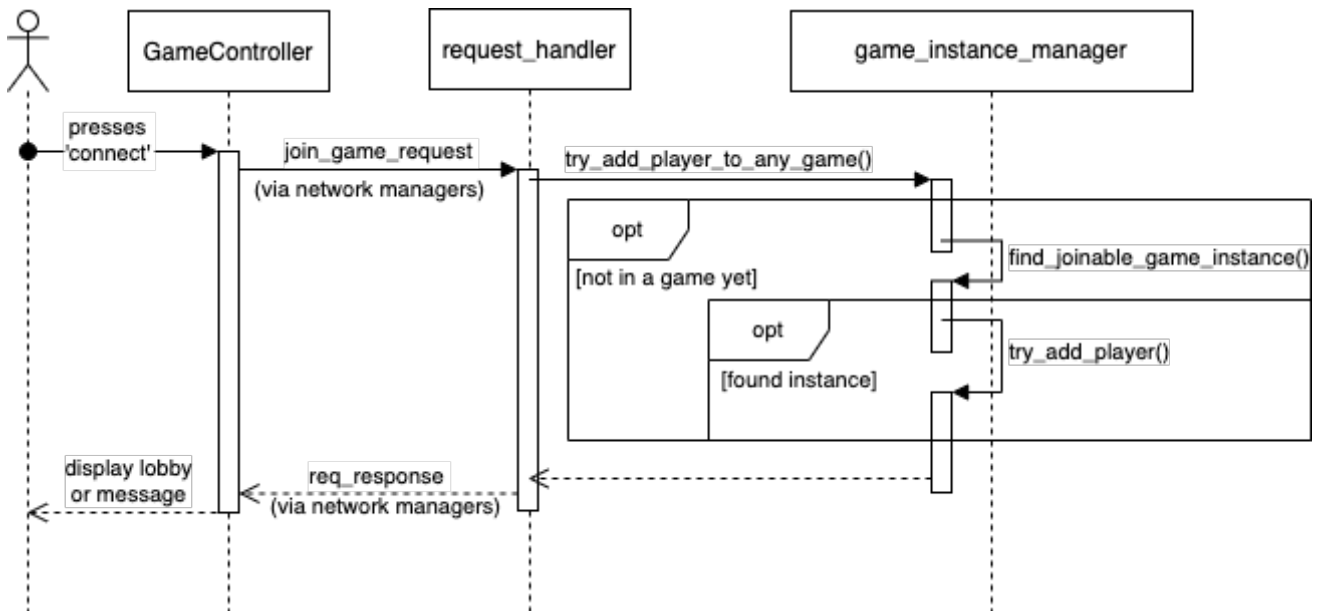 GameController
request_handler
game_instance_manager
presses
'connect'
join_game_request
(via network managers)
try_add_player_to_any_game()
opt
[not in a game yet]
find_joinable_game_instance()
opt
[found instance]
try_add_player()
display lobby
or message
req_response
(via network managers)